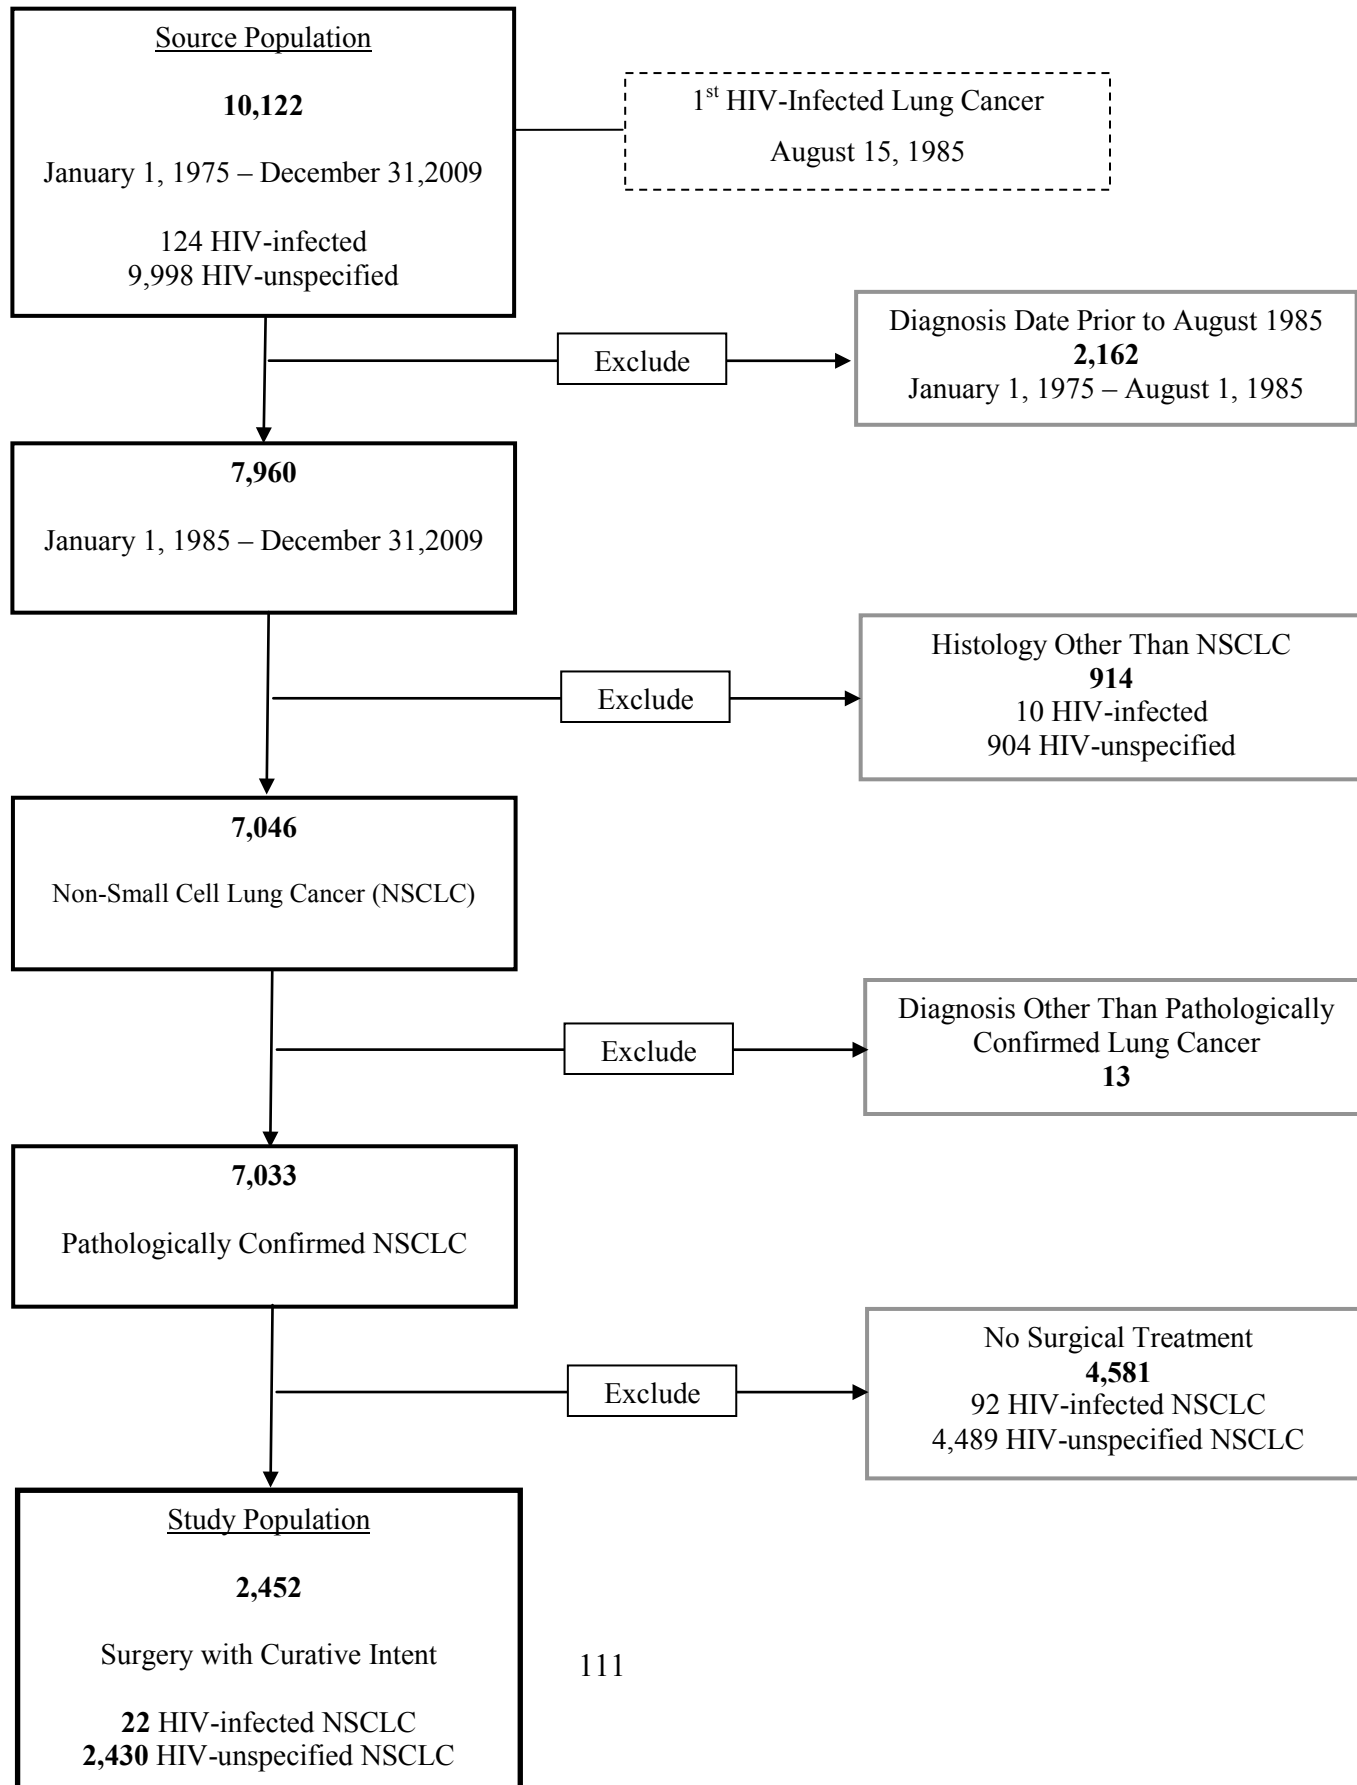 Source Population
10,122
January 1, 1975 – December 31,2009
124 HIV-infected
9,998 HIV-unspecified
1st HIV-Infected Lung Cancer
August 15, 1985
Exclude
Diagnosis Date Prior to August 1985
2,162
January 1, 1975 – August 1, 1985
7,960
January 1, 1985 – December 31,2009
Exclude
Histology Other Than NSCLC
914
10 HIV-infected
904 HIV-unspecified
7,046
Non-Small Cell Lung Cancer (NSCLC)
Exclude
Diagnosis Other Than Pathologically
Confirmed Lung Cancer
13
7,033
Pathologically Confirmed NSCLC
Exclude
No Surgical Treatment
4,581
92 HIV-infected NSCLC
4,489 HIV-unspecified NSCLC
Study Population
2,452
Surgery with Curative Intent
22 HIV-infected NSCLC
2,430 HIV-unspecified NSCLC
111